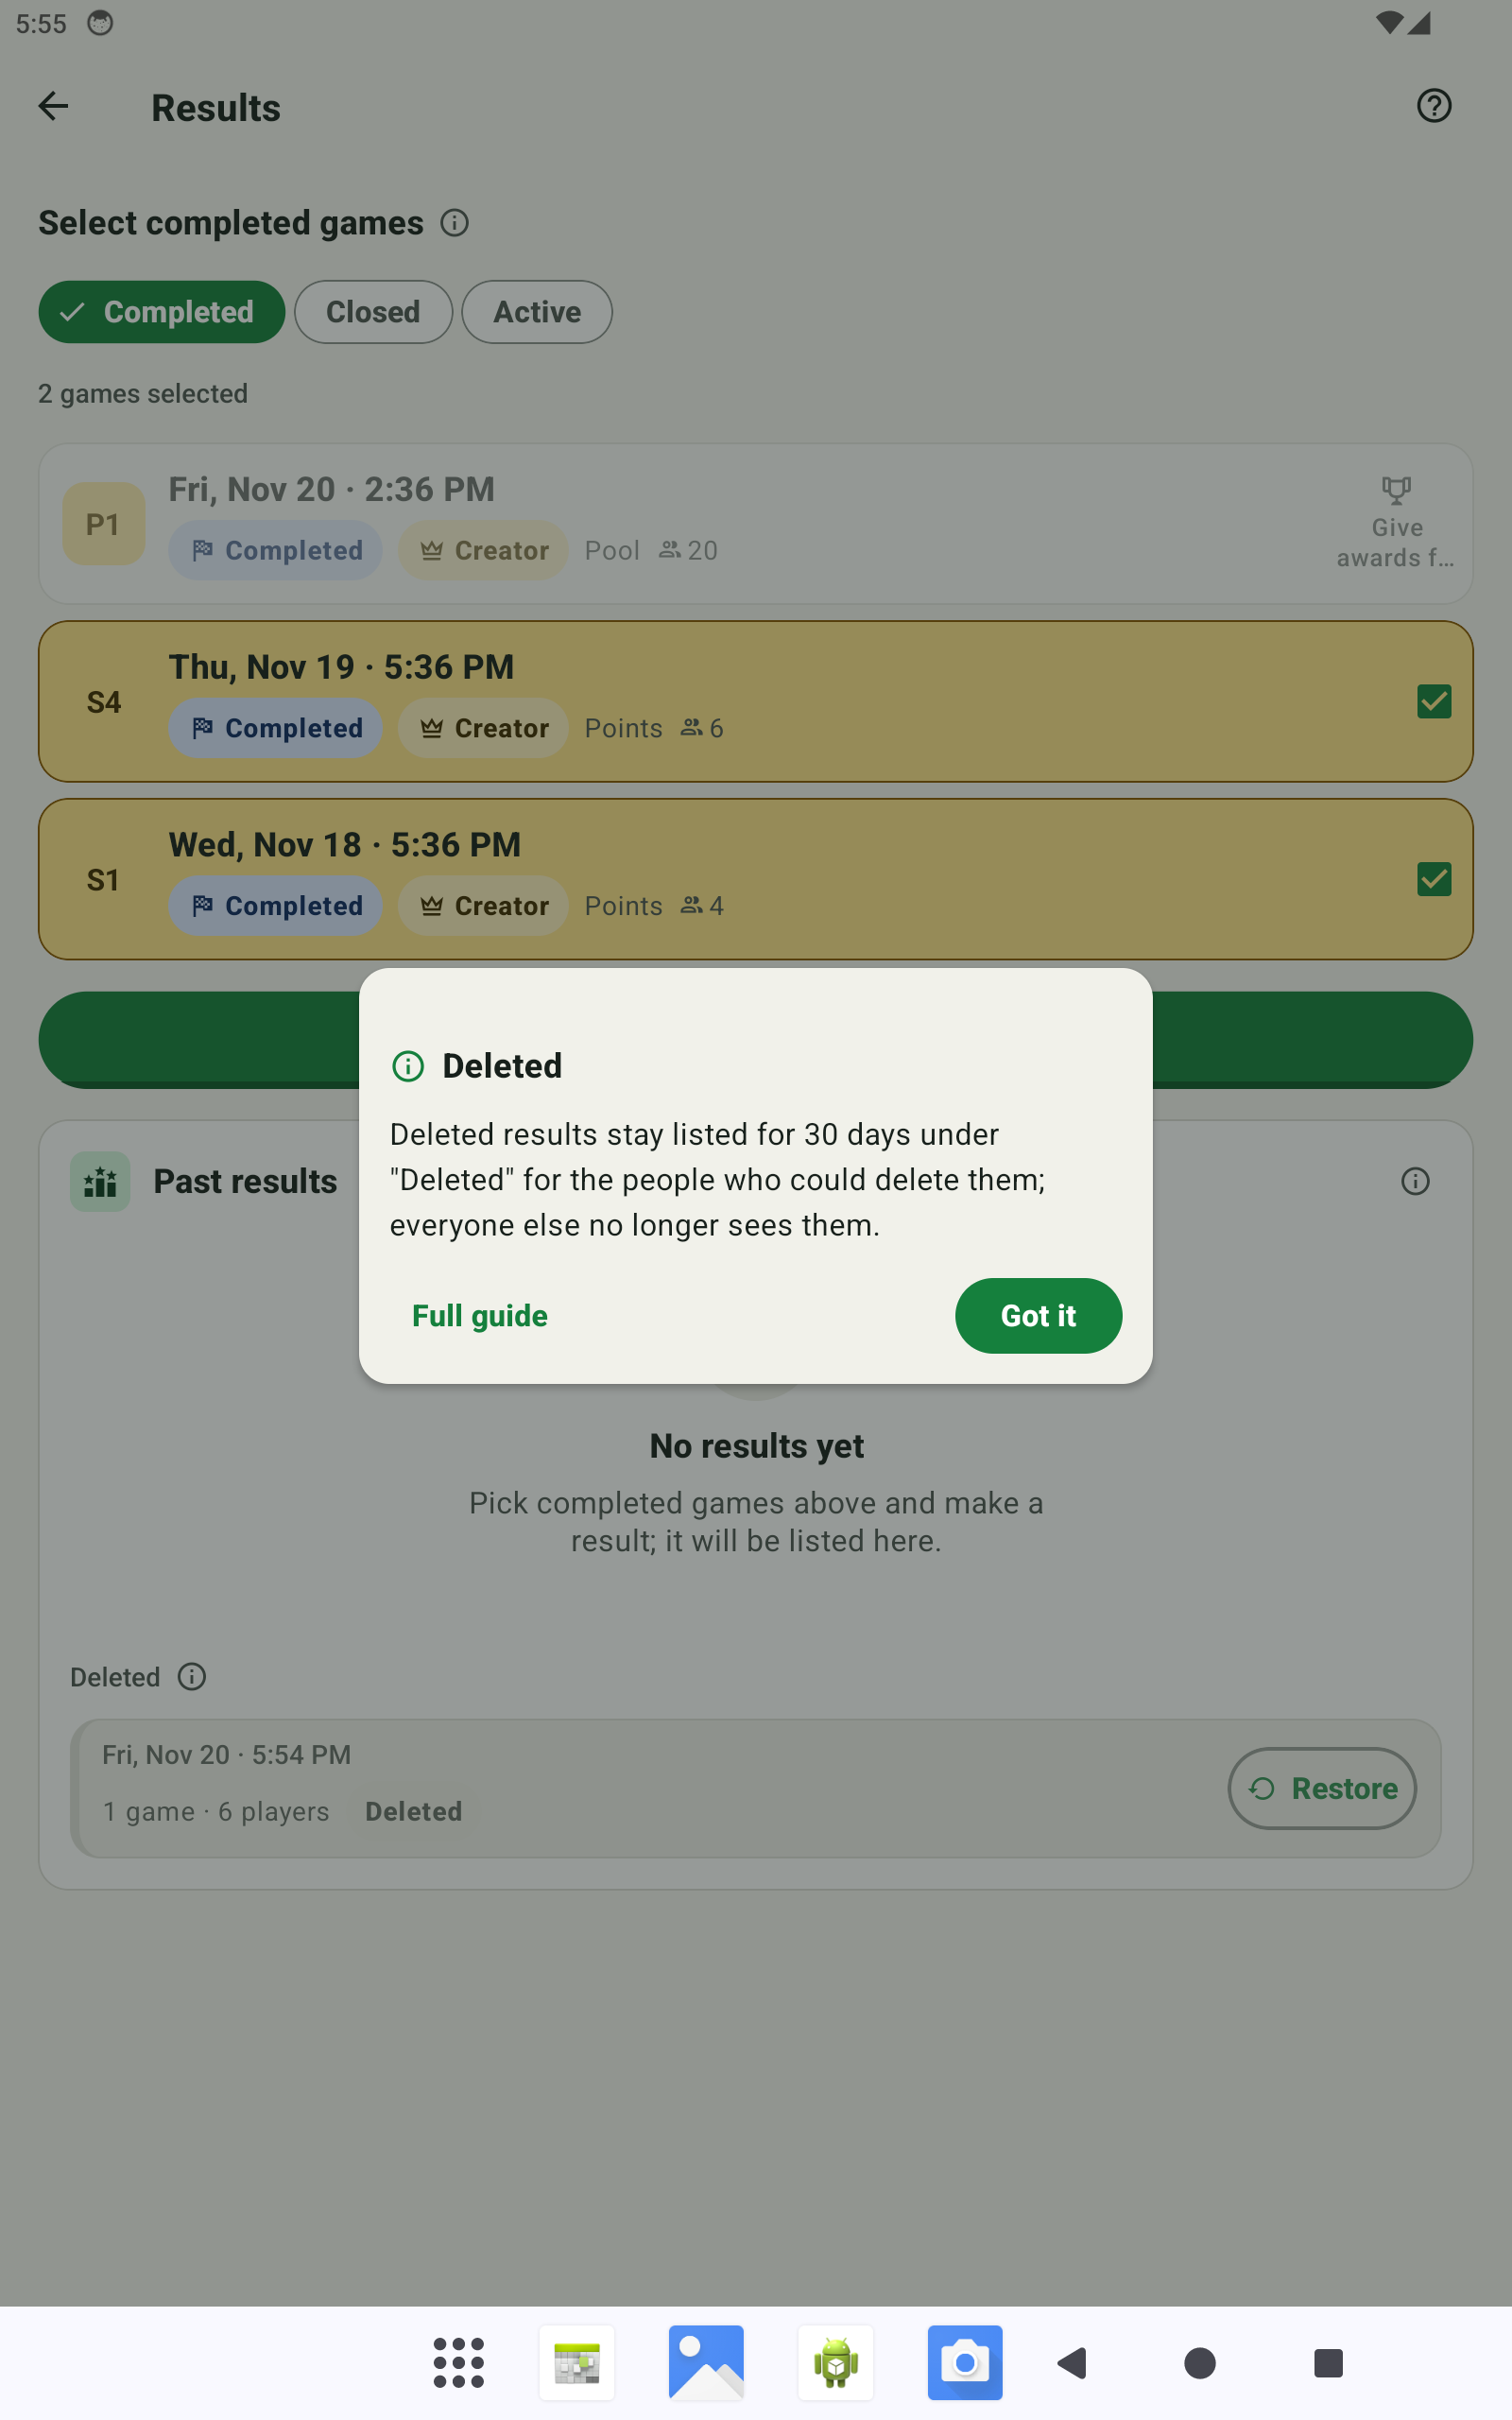 5:55
Results
Select completed games
Completed
Closed
Active
2 games selected
P1
Fri, Nov 20 · 2:36 PM
Completed
Creator
Pool
20
Give
awards f…
S4
Thu, Nov 19 · 5:36 PM
Completed
Creator
Points
6
S1
Wed, Nov 18 · 5:36 PM
Completed
Creator
Points
4
Deleted
Deleted results stay listed for 30 days under
"Deleted" for the people who could delete them;
everyone else no longer sees them.
Full guide
Got it
Past results
No results yet
Pick completed games above and make a
result; it will be listed here.
Deleted
Fri, Nov 20 · 5:54 PM
1 game · 6 players
Deleted
Restore